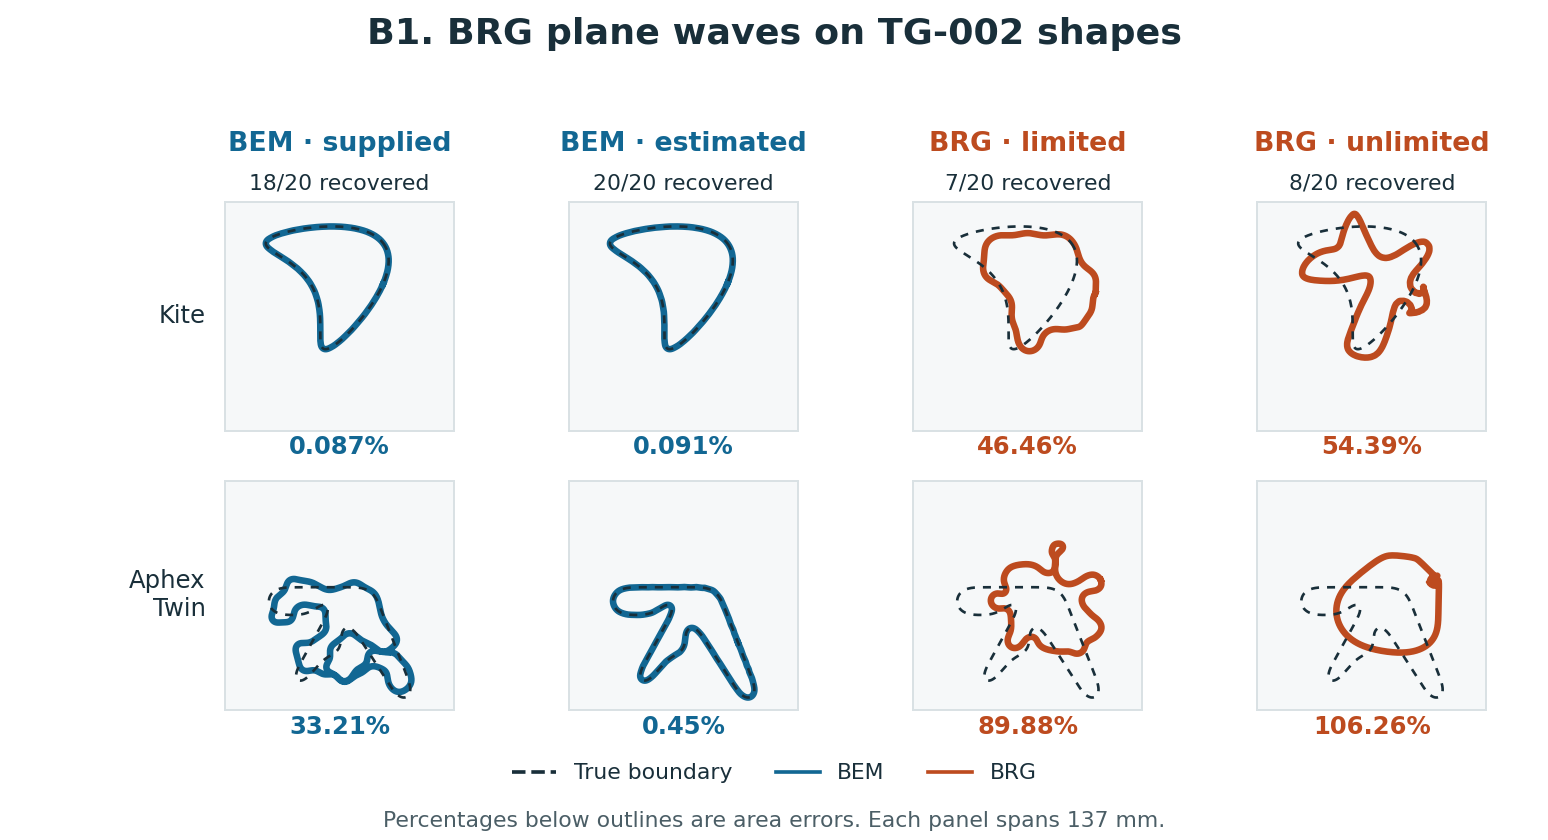 B1. BRG plane waves on TG-002 shapes
BEM · supplied
BEM · estimated
BRG · limited
BRG · unlimited
18/20 recovered
20/20 recovered
7/20 recovered
8/20 recovered
Kite
0.087%
0.091%
46.46%
54.39%
Aphex
Twin
33.21%
0.45%
89.88%
106.26%
True boundary
BEM
BRG
Percentages below outlines are area errors. Each panel spans 137 mm.